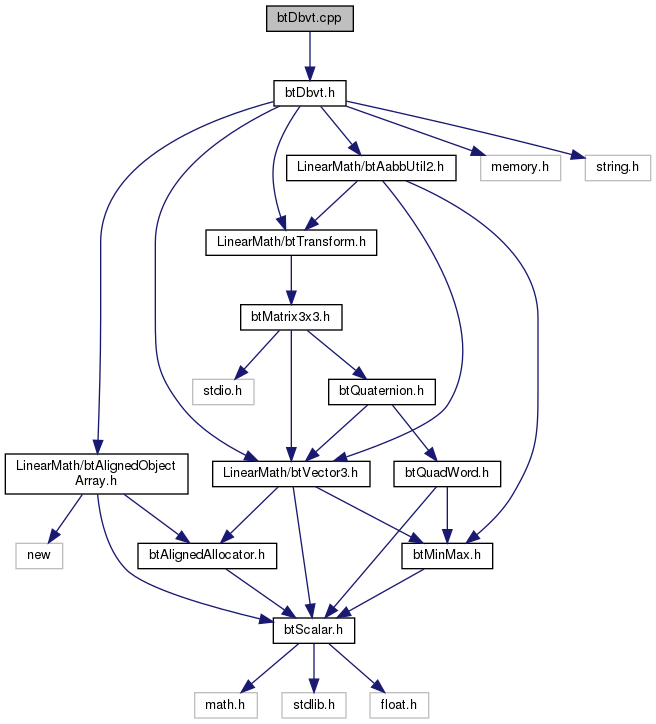 btDbvt.cpp
btDbvt.h
LinearMath/btAabbUtil2.h
memory.h
string.h
LinearMath/btTransform.h
btMatrix3x3.h
stdio.h
btQuaternion.h
LinearMath/btAlignedObject
Array.h
LinearMath/btVector3.h
btQuadWord.h
new
btAlignedAllocator.h
btMinMax.h
btScalar.h
math.h
stdlib.h
float.h